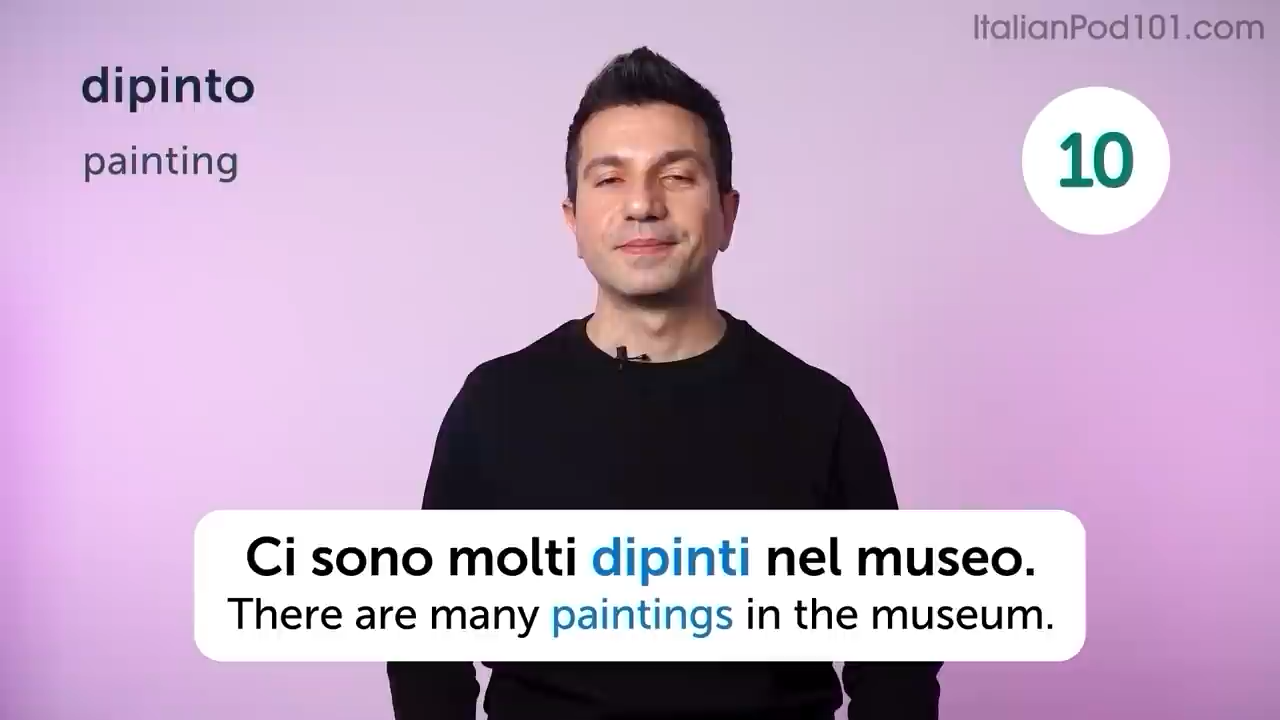 ItalianPod101.com
dipinto
painting
10
Ci sono molti dipinti nel museo.
There are many paintings in the museum.